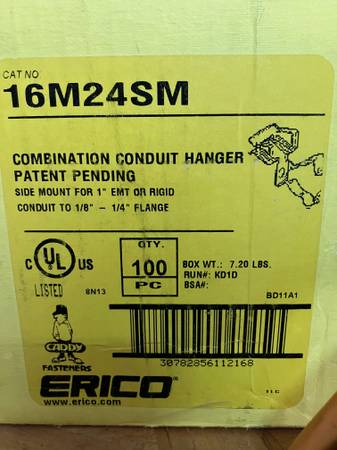 CAT NO
16M24SM
COMBINATION CONDUIT HANGER
PATENT PENDING
SIDE MOUNT FOR 1" EMT OR RIGID
CONDUIT TO 1/8" - 1/4" FLANGE
C UL US
LISTED 8N13
QTY.
100
PC
BOX WT.: 7.20 LBS.
RUN#: KD1D
BSA#:
BD11A1
30782856112168
CADDY
FASTENERS
ERICO®
www.erico.com